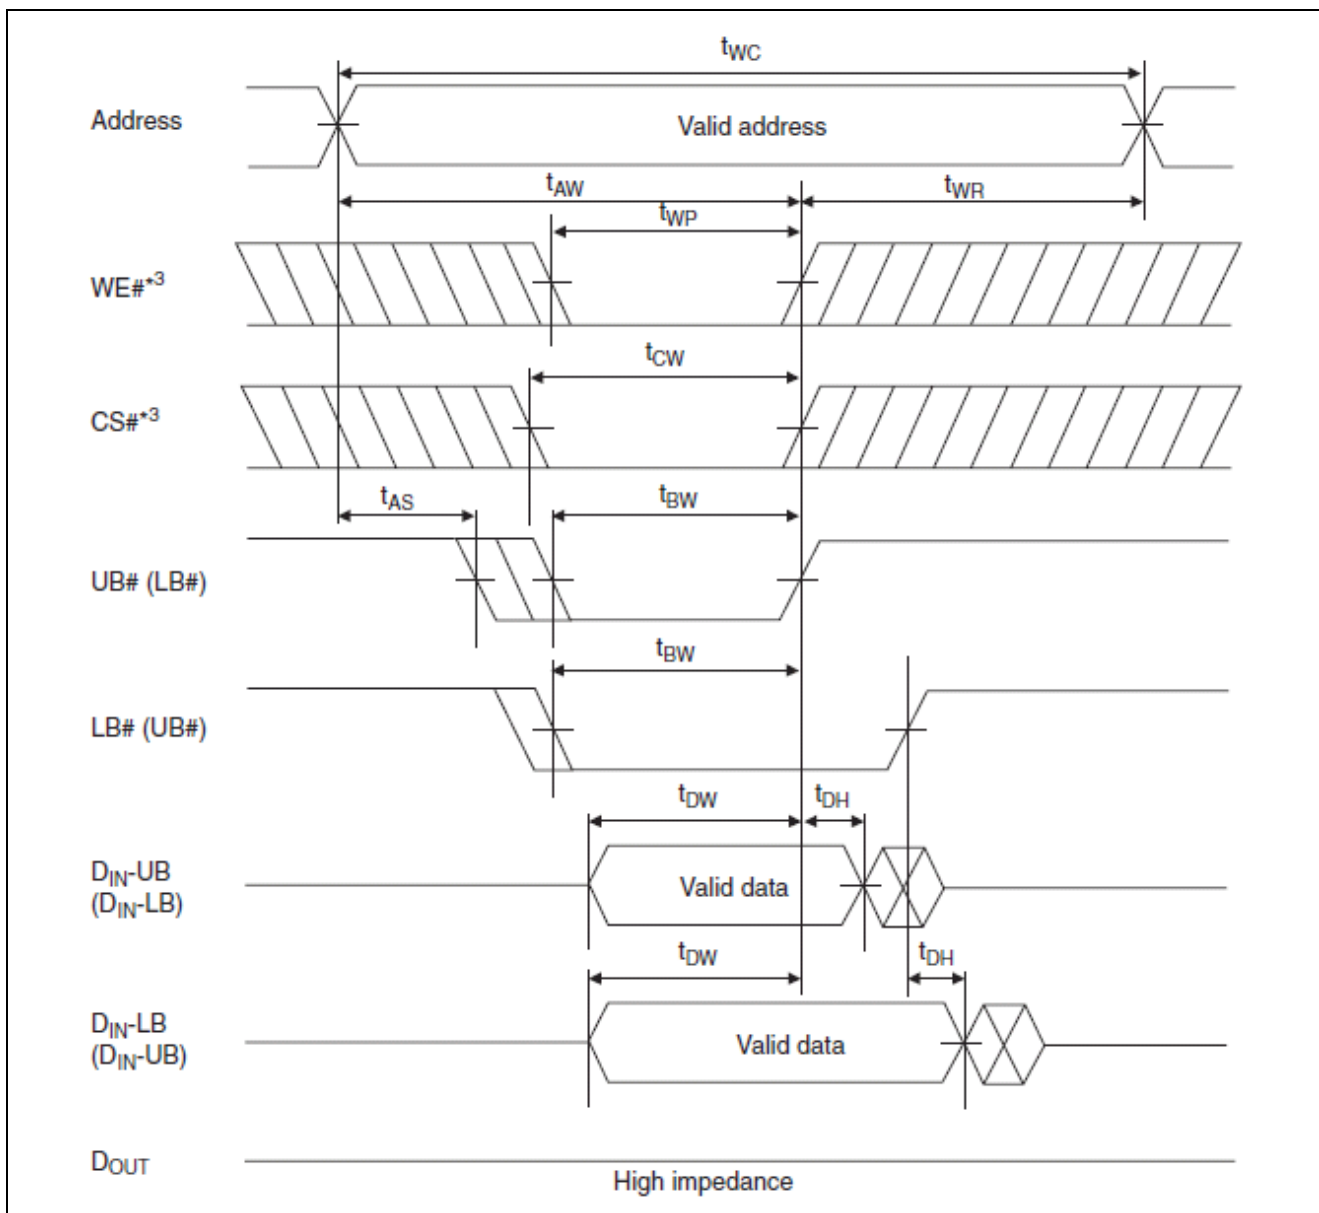 tWC
Address
Valid address
tAW
tWR
tWP
WE#*3
tCW
CS#*3
tAS
tBW
UB# (LB#)
tBW
LB# (UB#)
tDW
tDH
DIN-UB
(DIN-LB)
Valid data
tDW
tDH
DIN-LB
(DIN-UB)
Valid data
DOUT
High impedance